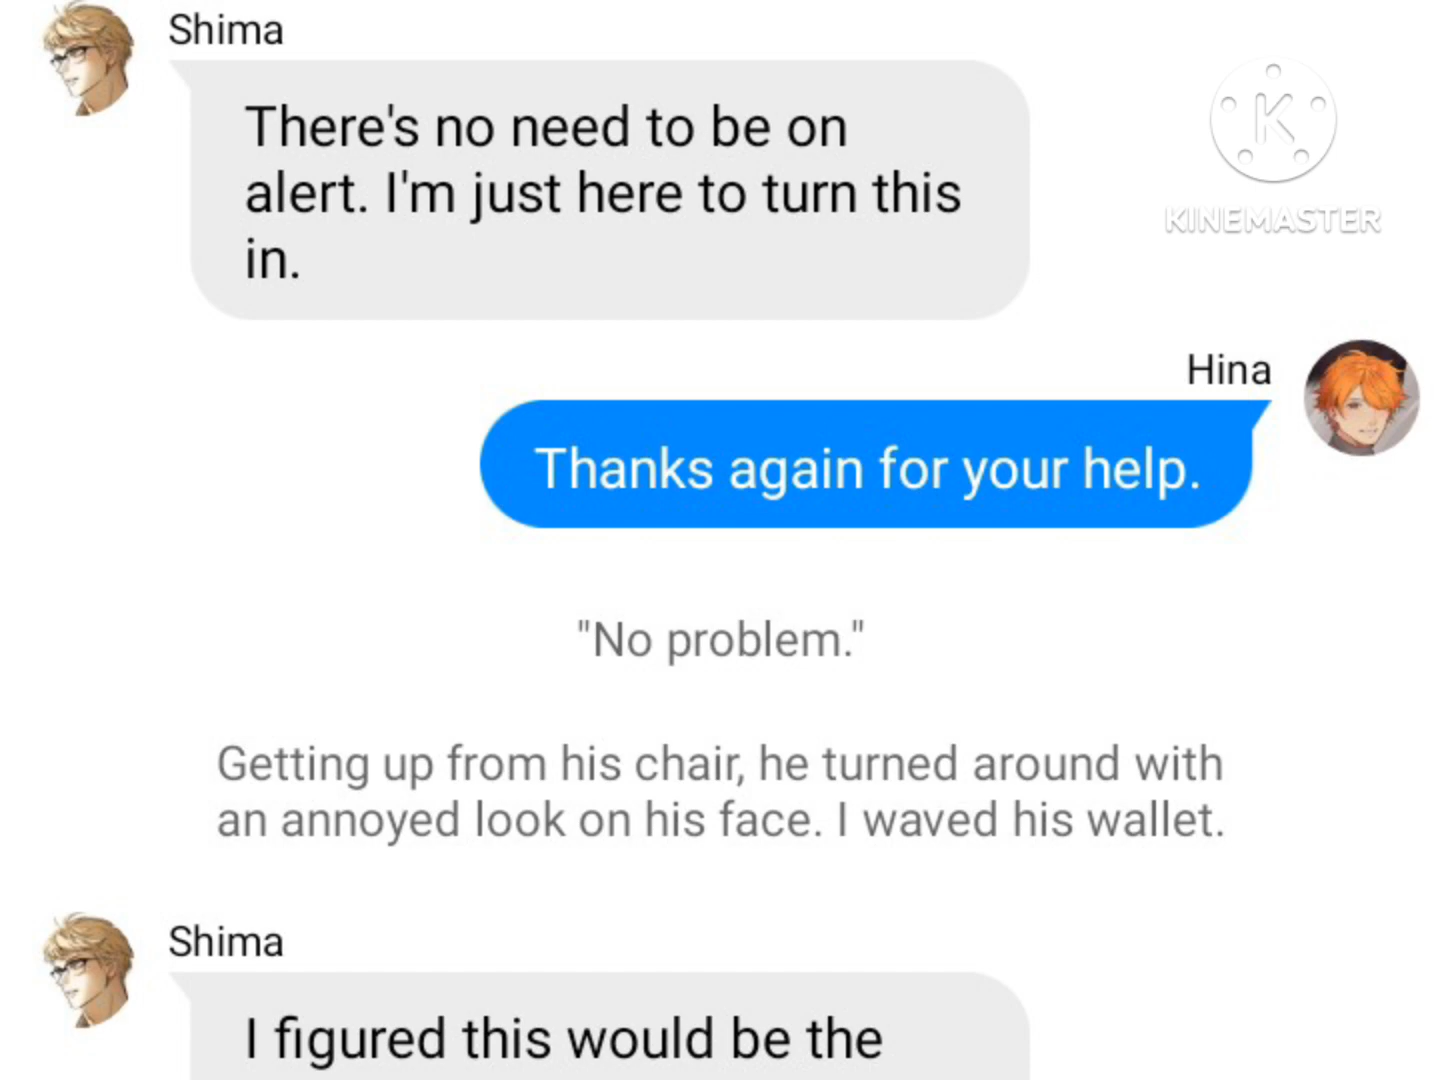 Shima
There's no need to be on
alert. I'm just here to turn this
in.
K
KINEMASTER
Hina
Thanks again for your help.
"No problem."
Getting up from his chair, he turned around with
an annoyed look on his face. I waved his wallet.
Shima
I figured this would be the